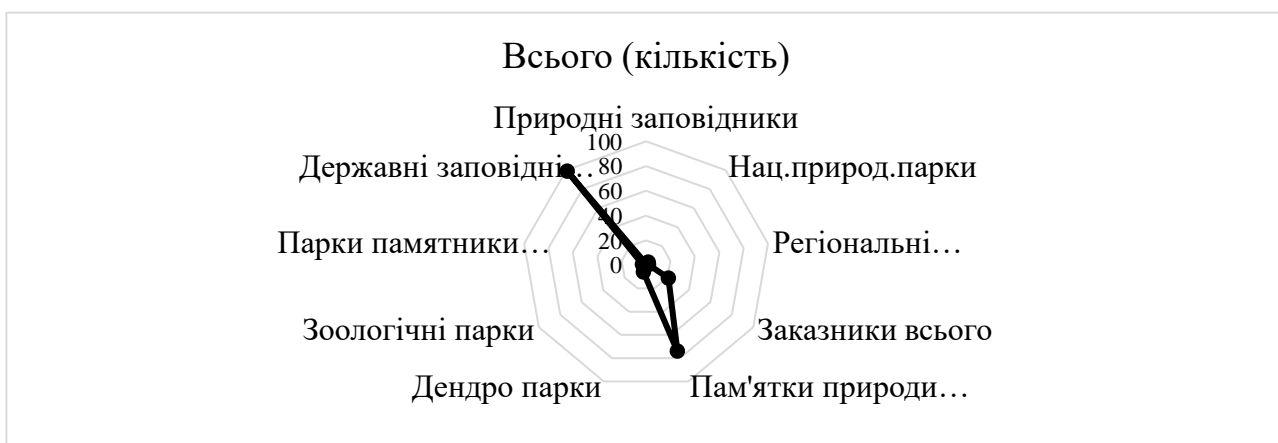 Всього (кількість)
Природні заповідники
100
80
60
40
20
0
Державні заповідні…
Нац.природ.парки
Парки памятники…
Регіональні…
Зоологічні парки
Заказники всього
Дендро парки
Пам'ятки природи…